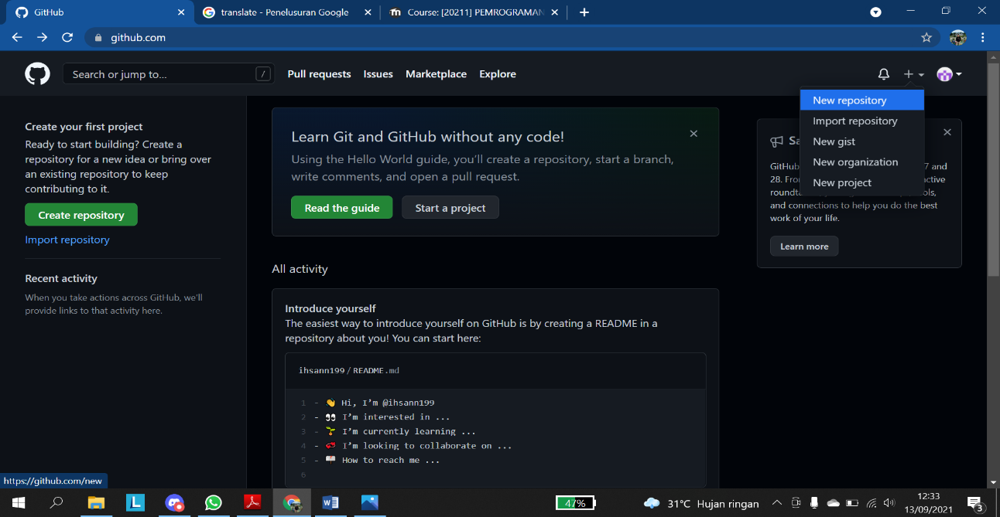 GitHub
translate - Penelusuran Google
Course: [20211] PEMROGRAMAN
github.com
Search or jump to...
/
Pull requests
Issues
Marketplace
Explore
New repository
Import repository
New gist
New organization
New project
Create your first project
Ready to start building? Create a
repository for a new idea or bring over
an existing repository to keep
contributing to it.
Create repository
Import repository
Recent activity
When you take actions across GitHub, we'll
provide links to that activity here.
Learn Git and GitHub without any code!
Using the Hello World guide, you'll create a repository, start a branch,
write comments, and open a pull request.
Read the guide
Start a project
GitHub 7 and
28. active
and connections to help you do the best
work of your life.
Learn more
All activity
Introduce yourself
The easiest way to introduce yourself on GitHub is by creating a README in a
repository about you! You can start here:
ihsann199 / README.md
1 - 👋 Hi, I'm @ihsann199
2 - 👀 I'm interested in ...
3 - 🌱 I'm currently learning ...
4 - 💞️ I'm looking to collaborate on ...
5 - 📫 How to reach me ...
6
https://github.com/new
47%
31°C Hujan ringan
12:33
13/09/2021
3